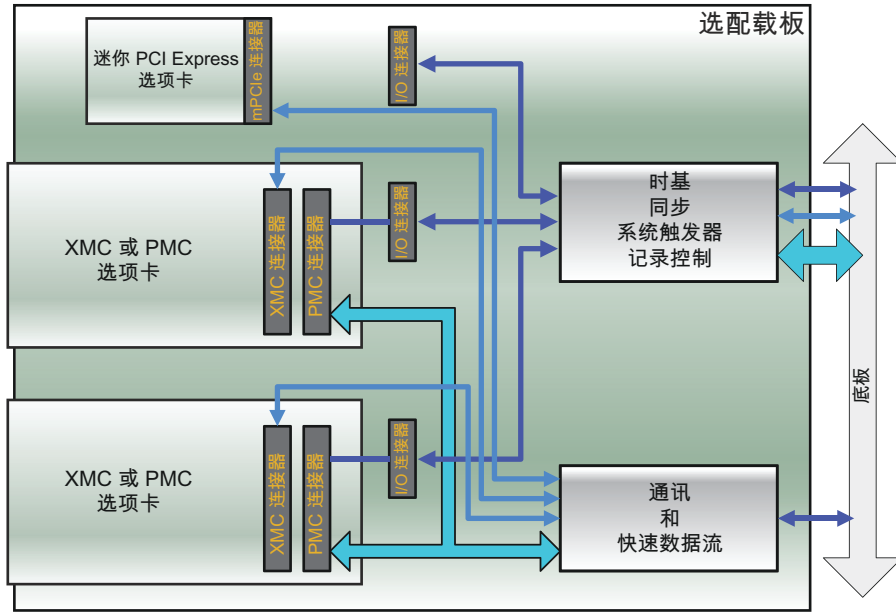 选配载板
迷你 PCI Express
选项卡
mPCIe 连接器
I/O 连接器
XMC 或 PMC
选项卡
XMC 连接器
PMC 连接器
I/O 连接器
时基
同步
系统触发器
记录控制
底板
XMC 或 PMC
选项卡
XMC 连接器
PMC 连接器
I/O 连接器
通讯
和
快速数据流